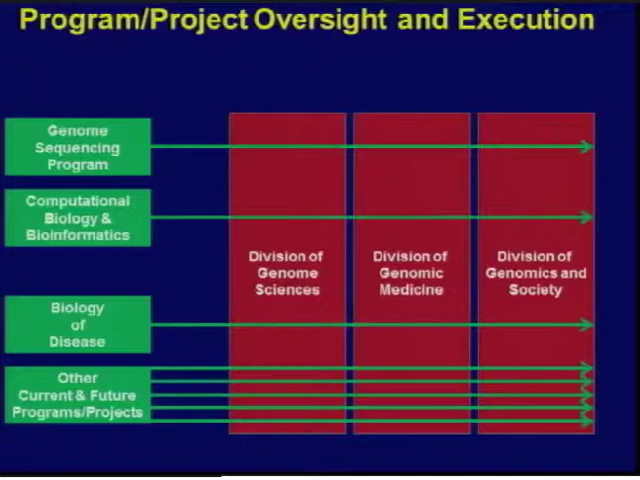 Program/Project Oversight and Execution
Genome
Sequencing
Program
Computational
Biology &
Bioinformatics
Division of
Genome
Sciences
Division of
Genomic
Medicine
Division of
Genomics and
Society
Biology
of
Disease
Other
Current & Future
Programs/Projects